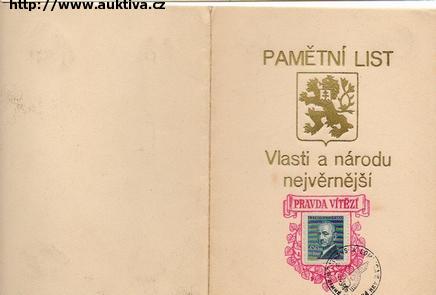 http://www.auktiva.cz
PAMĚTNÍ LIST
Vlasti a národu
nejvěrnější
PRAVDA VÍTĚZÍ